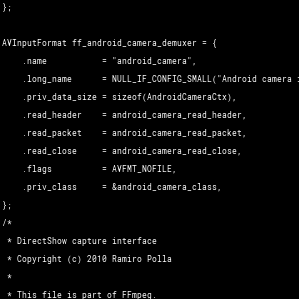 };
AVInputFormat ff_android_camera_demuxer = {
    .name           = "android_camera",
    .long_name      = NULL_IF_CONFIG_SMALL("Android camera
    .priv_data_size = sizeof(AndroidCameraCtx),
    .read_header    = android_camera_read_header,
    .read_packet    = android_camera_read_packet,
    .read_close     = android_camera_read_close,
    .flags          = AVFMT_NOFILE,
    .priv_class     = &android_camera_class,
};
/*
 * DirectShow capture interface
 * Copyright (c) 2010 Ramiro Polla
 *
 * This file is part of FFmpeg.